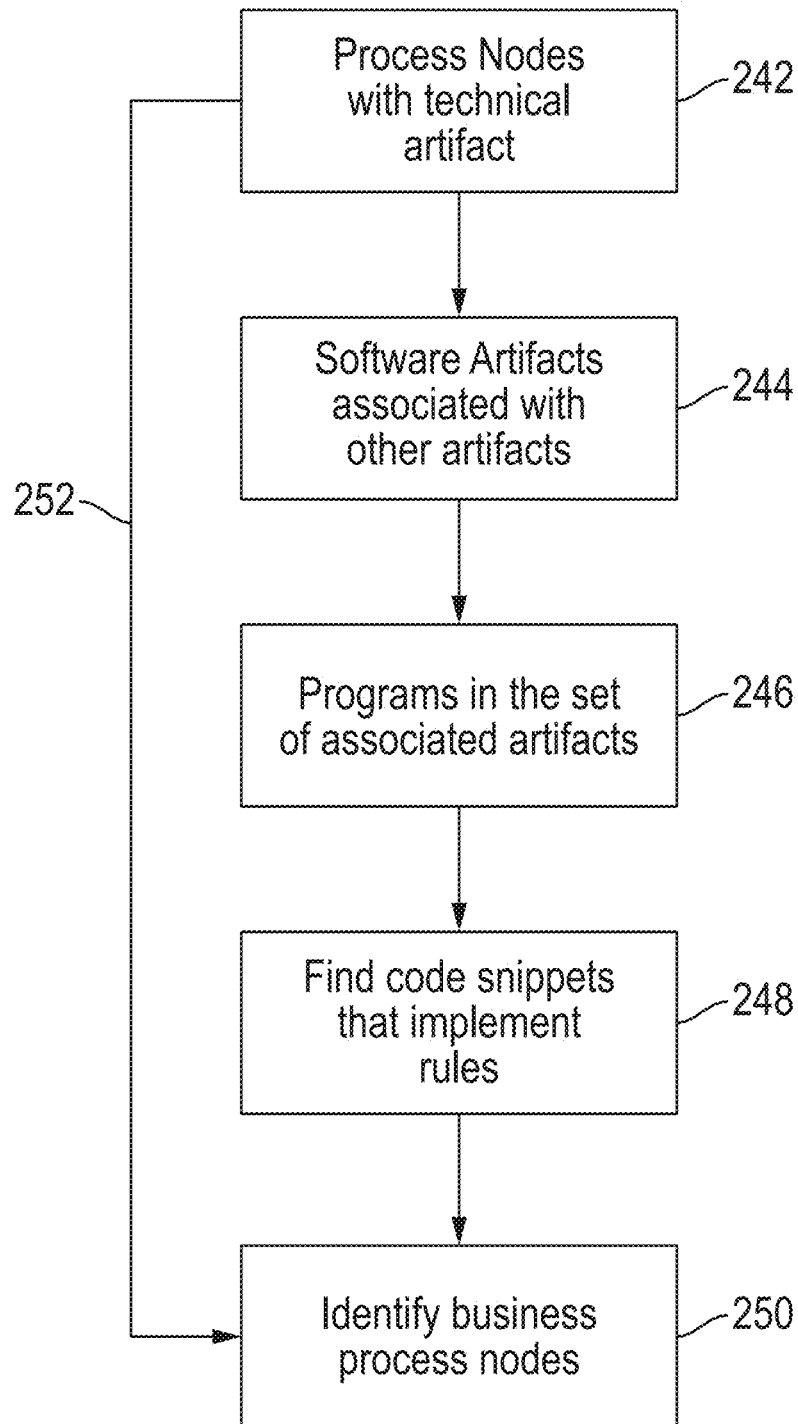 Process Nodes
with technical
artifact
242
Software Artifacts
associated with
other artifacts
244
252
Programs in the set
of associated artifacts
246
Find code snippets
that implement
rules
248
Identify business
process nodes
250